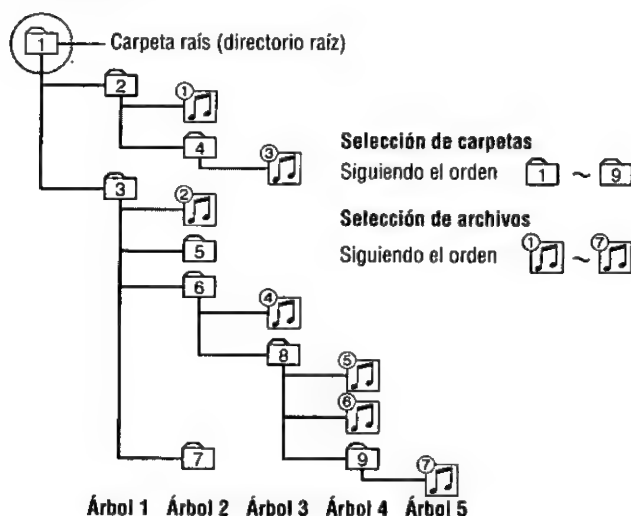 1 Carpeta raís (directorio raíz)
2 ①
4 ③
Selección de carpetas
Siguiendo el orden 1 ~ 9
3 ②
Selección de archivos
Siguiendo el orden ① ~ ⑦
5
6 ④
8 ⑤
⑥
7 9 ⑦
Árbol 1 Árbol 2 Árbol 3 Árbol 4 Árbol 5